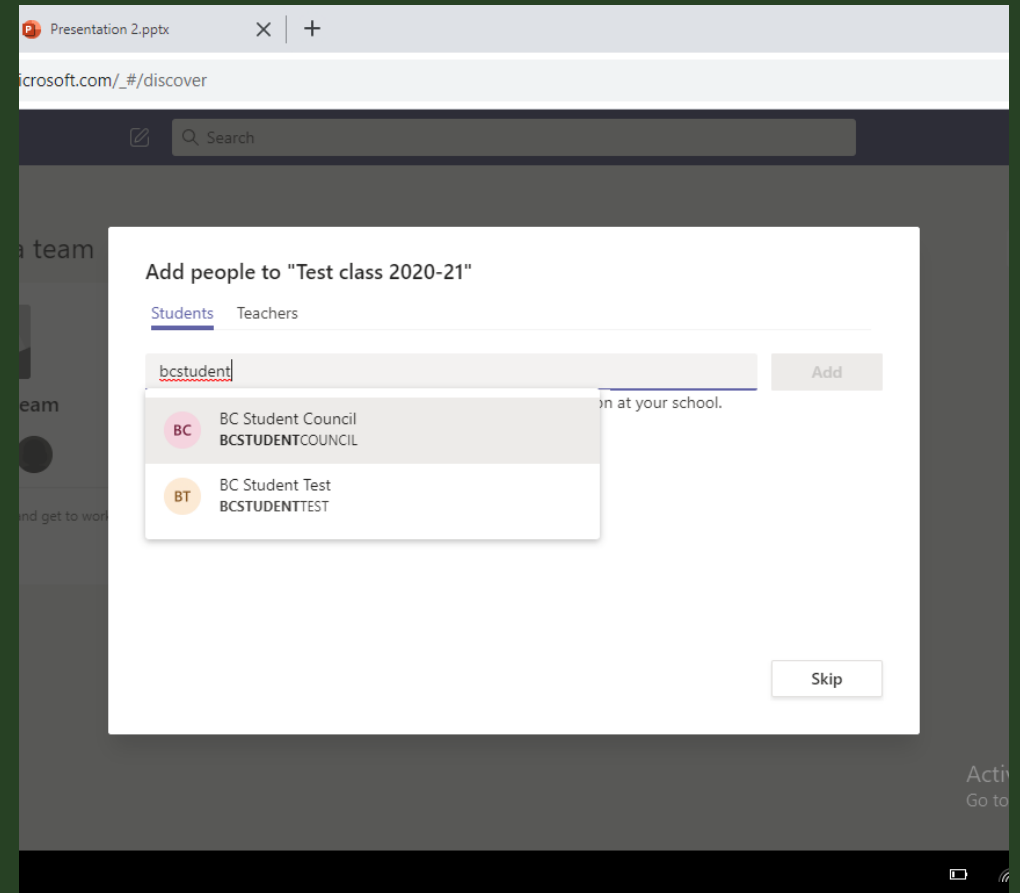 Presentation 2.pptx
icrosoft.com/_#/discover
Search
a team
Add people to "Test class 2020-21"
Students Teachers
bcstudent
Add
on at your school.
BC
BC Student Council
BCSTUDENTCOUNCIL
BT
BC Student Test
BCSTUDENTTEST
eam
and get to work
Skip
Activ
Go to